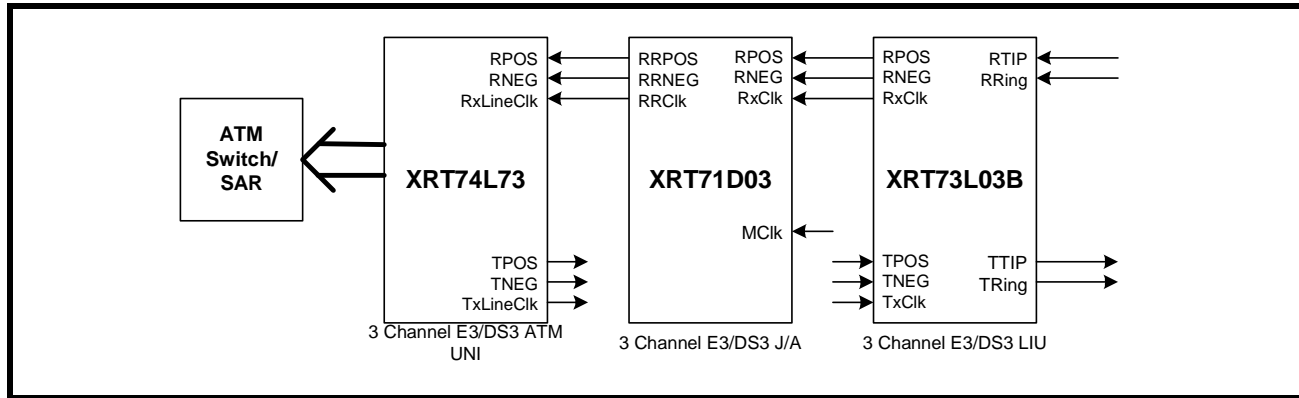 ATM
Switch/
SAR
RPOS
RNEG
RxLineClk
XRT74L73
TPOS
TNEG
TxLineClk
3 Channel E3/DS3 ATM
UNI
RRPOS RPOS
RRNEG RNEG
RRClk RxClk
XRT71D03
MClk
3 Channel E3/DS3 J/A
RPOS RTIP
RNEG RRing
RxClk
XRT73L03B
TPOS TTIP
TNEG TRing
TxClk
3 Channel E3/DS3 LIU